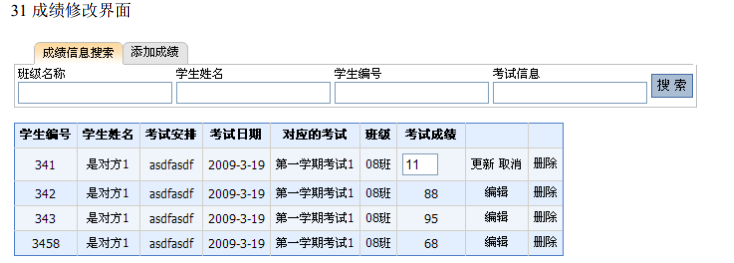 31 成绩修改界面
成绩信息搜索 添加成绩
班级名称 学生姓名 学生编号 考试信息
搜 索
学生编号 学生姓名 考试安排 考试日期 对应的考试 班级 考试成绩
341 是对方1 asdfasdf 2009-3-19 第一学期考试1 08班 11 更新 取消 删除
342 是对方1 asdfasdf 2009-3-19 第一学期考试1 08班 88 编辑 删除
343 是对方1 asdfasdf 2009-3-19 第一学期考试1 08班 95 编辑 删除
3458 是对方1 asdfasdf 2009-3-19 第一学期考试1 08班 68 编辑 删除